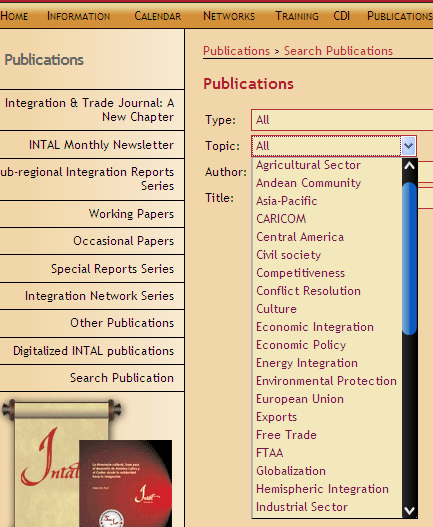 Home Information Calendar Networks Training CDI Publications
Publications
Integration & Trade Journal: A
New Chapter
INTAL Monthly Newsletter
ub-regional Integration Reports
Series
Working Papers
Occasional Papers
Special Reports Series
Integration Network Series
Other Publications
Digitalized INTAL publications
Search Publication
Intal
Publications > Search Publications
Publications
Type: All
Topic: All
Author:
Title:
Agricultural Sector
Andean Community
Asia-Pacific
CARICOM
Central America
Civil society
Competitiveness
Conflict Resolution
Culture
Economic Integration
Economic Policy
Energy Integration
Environmental Protection
European Union
Exports
Free Trade
FTAA
Globalization
Hemispheric Integration
Industrial Sector